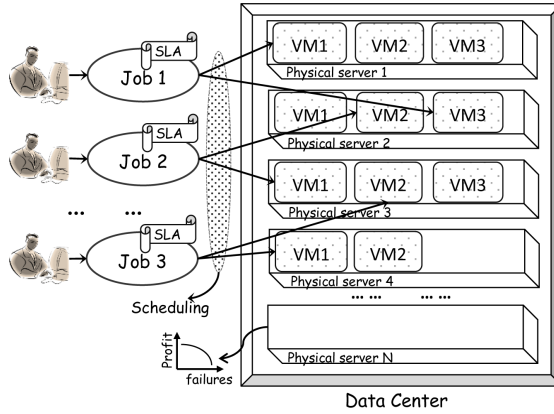 SLA
Job 1
VM1 VM2 VM3
Physical server 1
SLA
Job 2
VM1 VM2 VM3
Physical server 2
VM1 VM2 VM3
Physical server 3
... ...
SLA
Job 3
VM1 VM2
Physical server 4
... ... ... ...
Scheduling
Profit
failures
Physical server N
Data Center